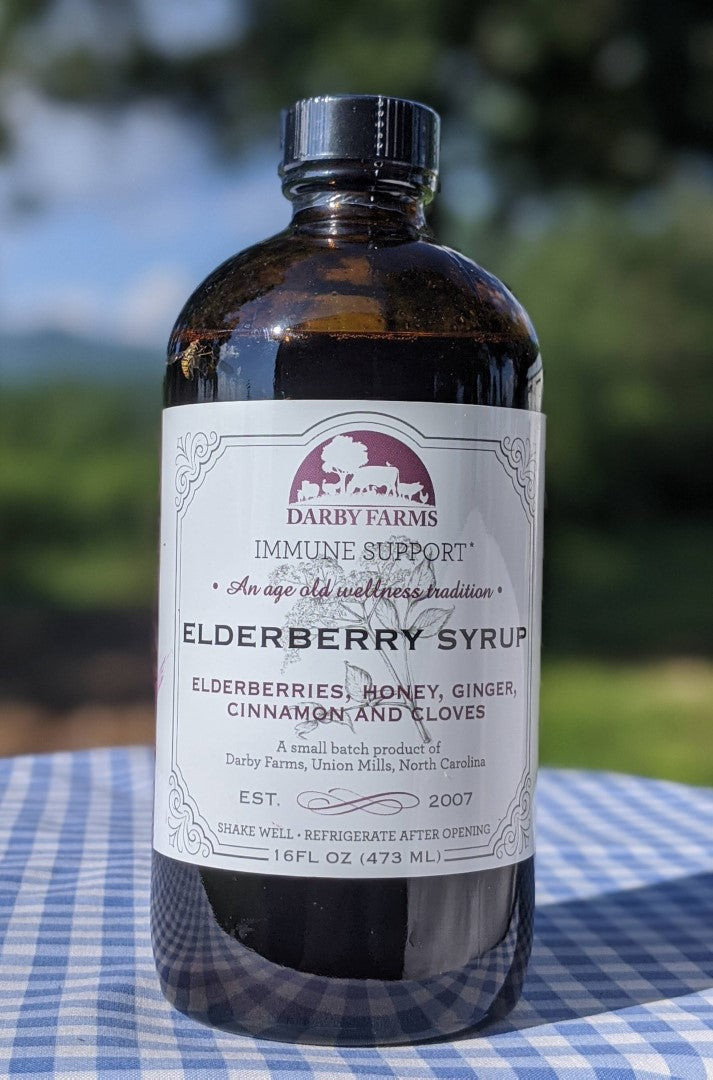 DARBY FARMS
IMMUNE SUPPORT*
• An age old wellness tradition •
ELDERBERRY SYRUP
ELDERBERRIES, HONEY, GINGER,
CINNAMON AND CLOVES
A small batch product of
Darby Farms, Union Mills, North Carolina
EST. 2007
SHAKE WELL • REFRIGERATE AFTER OPENING
16FL OZ (473 ML)